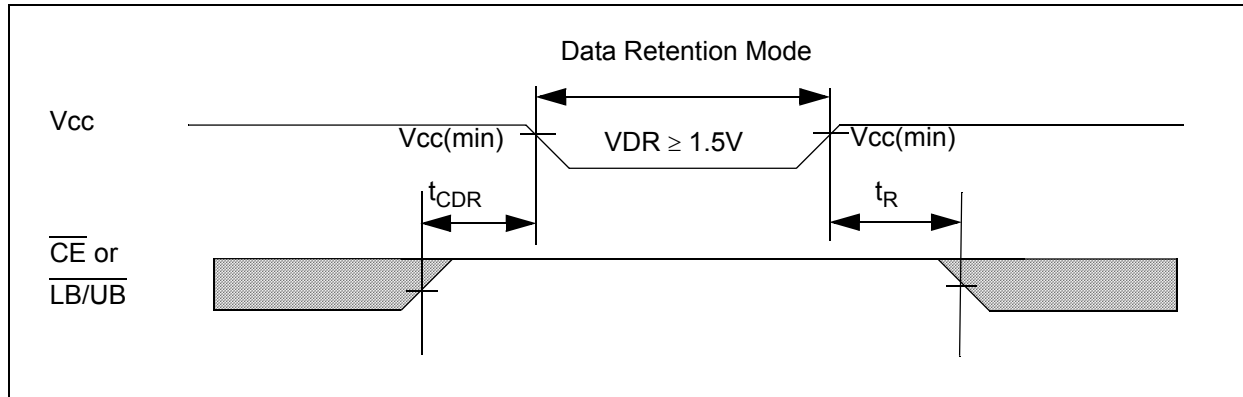 Data Retention Mode
Vcc
Vcc(min)
VDR ≥ 1.5V
Vcc(min)
tCDR
tR
CE or
LB/UB